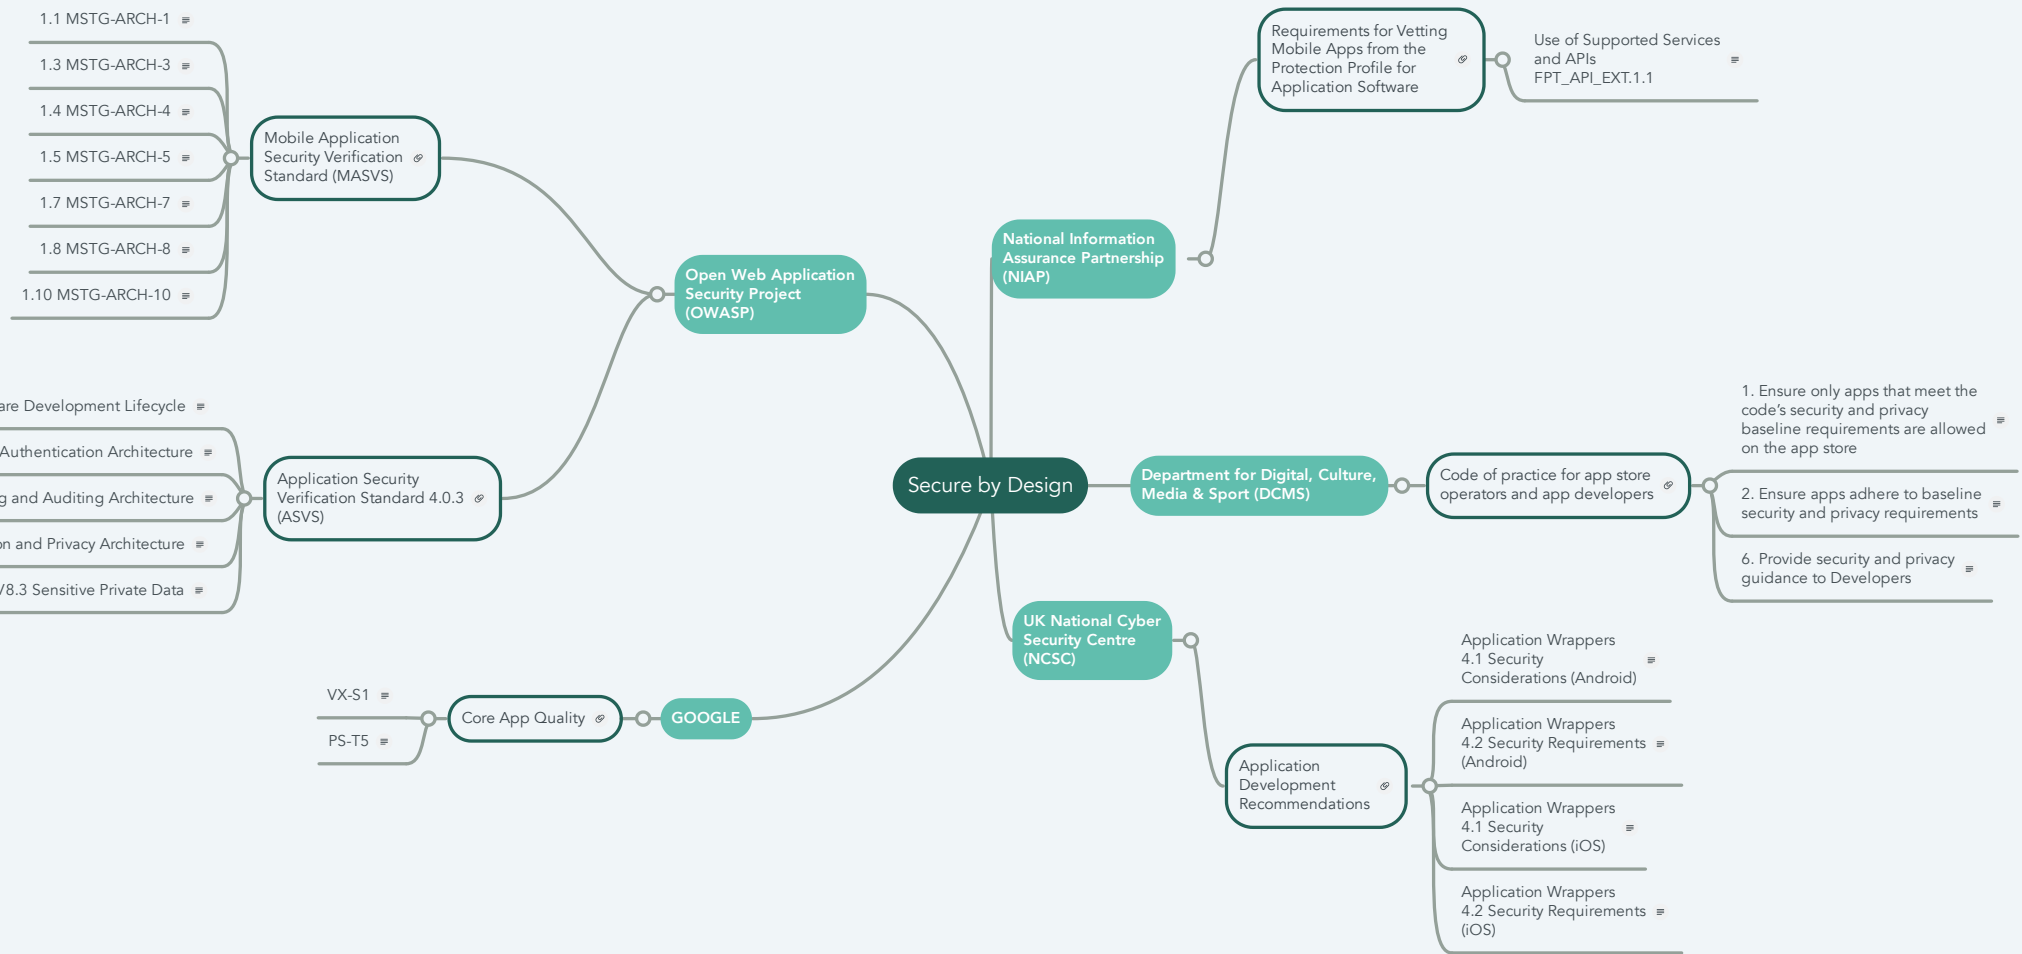 1.1 MSTG-ARCH-1
1.3 MSTG-ARCH-3
1.4 MSTG-ARCH-4
1.5 MSTG-ARCH-5
1.7 MSTG-ARCH-7
1.8 MSTG-ARCH-8
1.10 MSTG-ARCH-10
Mobile Application
Security Verification
Standard (MASVS)
Development Lifecycle
Authentication Architecture
and Auditing Architecture
and Privacy Architecture
V8.3 Sensitive Private Data
Application Security
Verification Standard 4.0.3
(ASVS)
Open Web Application
Security Project
(OWASP)
VX-S1
PS-T5
Core App Quality
GOOGLE
Secure by Design
National Information
Assurance Partnership
(NIAP)
Requirements for Vetting
Mobile Apps from the
Protection Profile for
Application Software
Use of Supported Services
and APIs
FPT_API_EXT.1.1
Department for Digital, Culture,
Media & Sport (DCMS)
Code of practice for app store
operators and app developers
1. Ensure only apps that meet the
code's security and privacy
baseline requirements are allowed
on the app store
2. Ensure apps adhere to baseline
security and privacy requirements
6. Provide security and privacy
guidance to Developers
UK National Cyber
Security Centre
(NCSC)
Application
Development
Recommendations
Application Wrappers
4.1 Security
Considerations (Android)
Application Wrappers
4.2 Security Requirements
(Android)
Application Wrappers
4.1 Security
Considerations (iOS)
Application Wrappers
4.2 Security Requirements
(iOS)